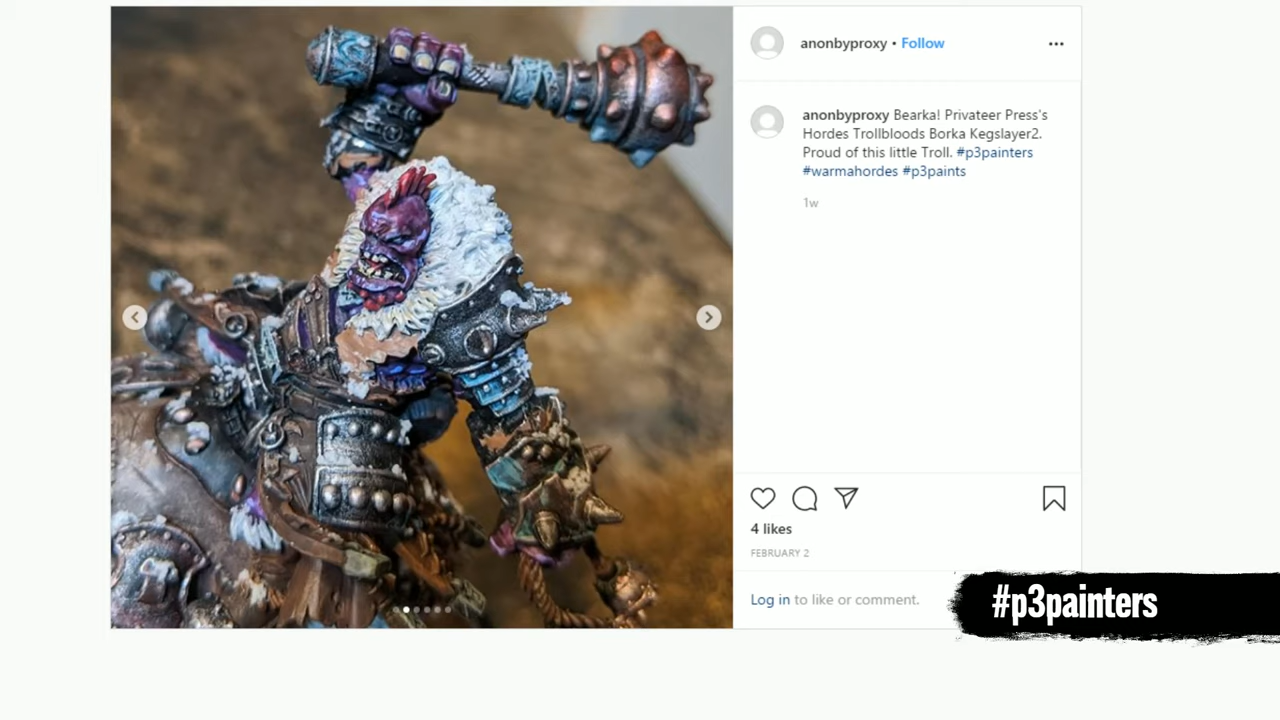 anonbyproxy • Follow
anonbyproxy Bearka! Privateer Press's
Hordes Trollbloods Borka Kegslayer2.
Proud of this little Troll. #p3painters
#warmahordes #p3paints
1w
4 likes
FEBRUARY 2
Log in to like or comment.
#p3painters